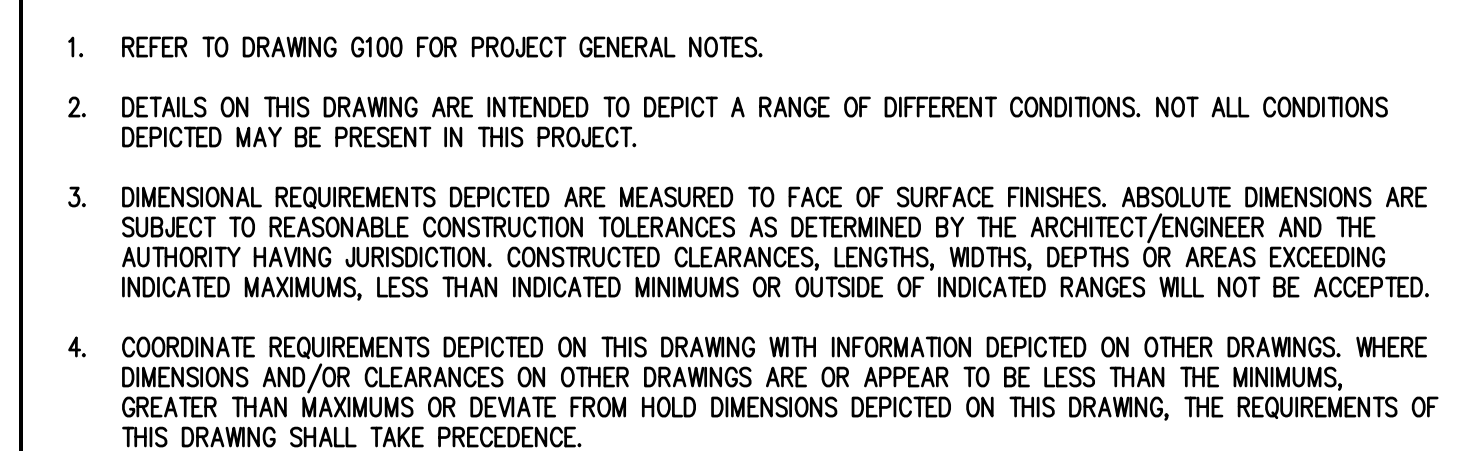 1. REFER TO DRAWING G100 FOR PROJECT GENERAL NOTES.
2. DETAILS ON THIS DRAWING ARE INTENDED TO DEPICT A RANGE OF DIFFERENT CONDITIONS. NOT ALL CONDITIONS
DEPICTED MAY BE PRESENT IN THIS PROJECT.
3. DIMENSIONAL REQUIREMENTS DEPICTED ARE MEASURED TO FACE OF SURFACE FINISHES. ABSOLUTE DIMENSIONS ARE
SUBJECT TO REASONABLE CONSTRUCTION TOLERANCES AS DETERMINED BY THE ARCHITECT/ENGINEER AND THE
AUTHORITY HAVING JURISDICTION. CONSTRUCTED CLEARANCES, LENGTHS, WIDTHS, DEPTHS OR AREAS EXCEEDING
INDICATED MAXIMUMS, LESS THAN INDICATED MINIMUMS OR OUTSIDE OF INDICATED RANGES WILL NOT BE ACCEPTED.
4. COORDINATE REQUIREMENTS DEPICTED ON THIS DRAWING WITH INFORMATION DEPICTED ON OTHER DRAWINGS. WHERE
DIMENSIONS AND/OR CLEARANCES ON OTHER DRAWINGS ARE OR APPEAR TO BE LESS THAN THE MINIMUMS,
GREATER THAN MAXIMUMS OR DEVIATE FROM HOLD DIMENSIONS DEPICTED ON THIS DRAWING, THE REQUIREMENTS OF
THIS DRAWING SHALL TAKE PRECEDENCE.